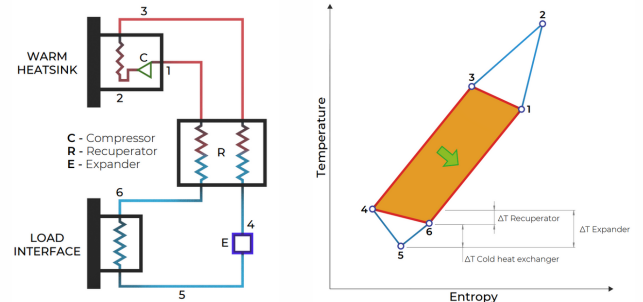 3
WARM
HEATSINK
C
1
2
C - Compressor
R - Recuperator
E - Expander
R
6
4
LOAD
INTERFACE
E
5
Temperature
2
3
1
4
6
5
ΔT Recuperator
ΔT Expander
ΔT Cold heat exchanger
Entropy